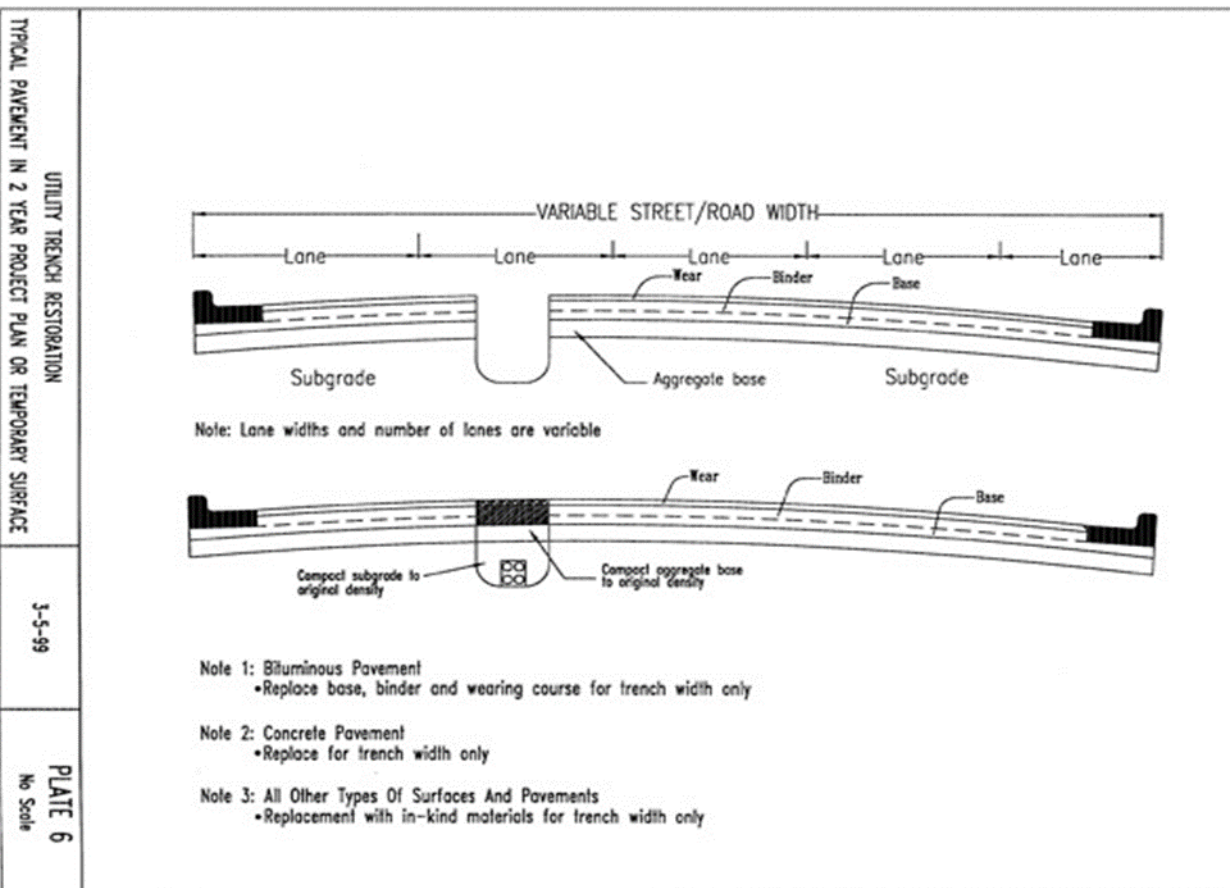 UTILITY TRENCH RESTORATION
TYPICAL PAVEMENT IN 2 YEAR PROJECT PLAN OR TEMPORARY SURFACE
3-5-99
PLATE 6
No Scale
VARIABLE STREET/ROAD WIDTH
Lane Lane Lane Lane Lane
Wear Binder Base
Subgrade Aggregate base Subgrade
Note: Lane widths and number of lanes are variable
Wear Binder Base
Compact subgrade to
original density
Compact aggregate base
to original density
Note 1: Bituminous Pavement
•Replace base, binder and wearing course for trench width only
Note 2: Concrete Pavement
•Replace for trench width only
Note 3: All Other Types Of Surfaces And Pavements
•Replacement with in-kind materials for trench width only